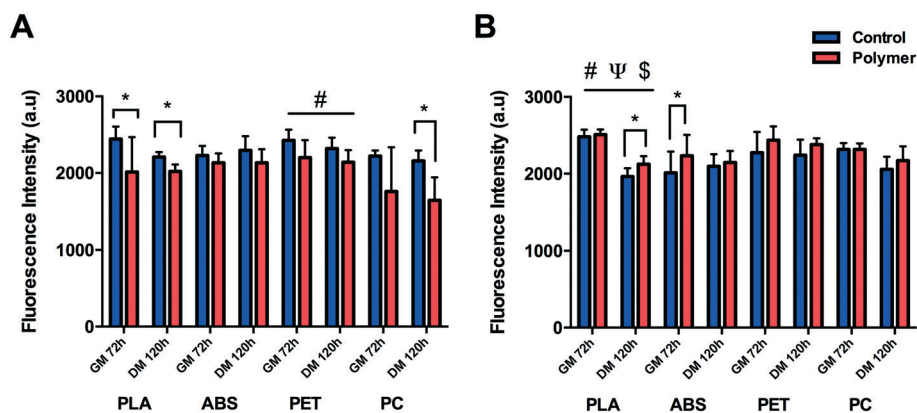 A
Fluorescence Intensity (a.u)
3000
2000
1000
0
* * # *
GM 72h DM 120h GM 72h DM 120h GM 72h DM 120h GM 72h DM 120h
PLA ABS PET PC
B
Control
Polymer
Fluorescence Intensity (a.u)
3000
2000
1000
0
# Ψ $
* *
GM 72h DM 120h GM 72h DM 120h GM 72h DM 120h GM 72h DM 120h
PLA ABS PET PC